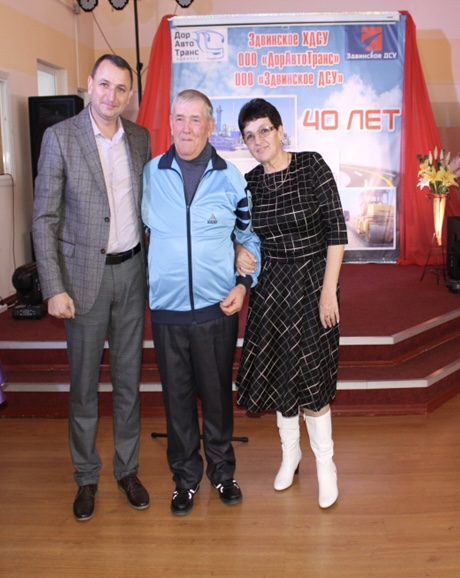 Дор
Авто
Транс
Здвинское ХДСУ
ООО «ДорАвтоТранс»
ООО «Здвинское ДСУ»
Здвинское ДСУ
40 ЛЕТ